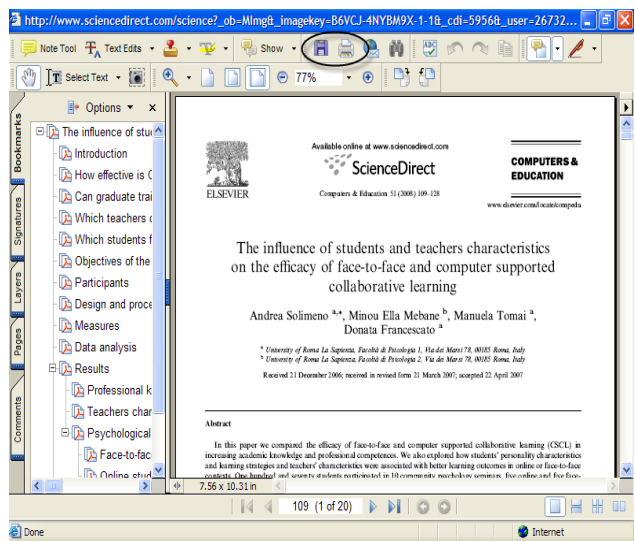 http://www.sciencedirect.com/science?_ob=MImg&_imagekey=B6VCJ-4NYBM9X-1-1&_cdi=5956&_user=26732...
Note Tool Text Edits Show
Select Text 77%
Bookmarks
Signatures
Layers
Pages
Comments
Options x
The influence of stu
Introduction
How effective is C
Can graduate trai
Which teachers c
Which students f
Objectives of the
Participants
Design and proce
Measures
Data analysis
Results
Professional k
Teachers char
Psychological
Face-to-fac
Online stud
Available online at www.sciencedirect.com
ScienceDirect
ELSEVIER
Computers & Education 51 (2008) 109–128
COMPUTERS &
EDUCATION
www.elsevier.com/locate/compedu
The influence of students and teachers characteristics
on the efficacy of face-to-face and computer supported
collaborative learning
Andrea Solimeno a,*, Minou Ella Mebane b, Manuela Tomai a,
Donata Francescato a
a University of Roma La Sapienza, Facoltà di Psicologia 1, Via dei Marsi 78, 00185 Roma, Italy
b University of Roma La Sapienza, Facoltà di Psicologia 2, Via dei Marsi 78, 00185 Roma, Italy
Received 21 December 2006; received in revised form 21 March 2007; accepted 22 April 2007
Abstract
In this paper we compared the efficacy of face-to-face and computer supported collaborative learning (CSCL) in
increasing academic knowledge and professional competences. We also explored how students' personality characteristics
and learning strategies and teachers' characteristics were associated with better learning outcomes in online or face-to-face
contexts. One hundred and seventy students participated in 10 community psychology seminars, five online and five face-
7.56 x 10.31 in
109 (1 of 20)
Done Internet